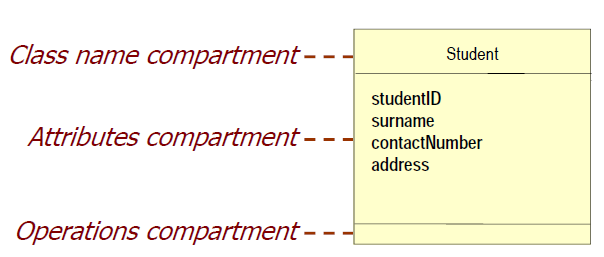 Class name compartment
Student
studentID
surname
Attributes compartment
contactNumber
address
Operations compartment